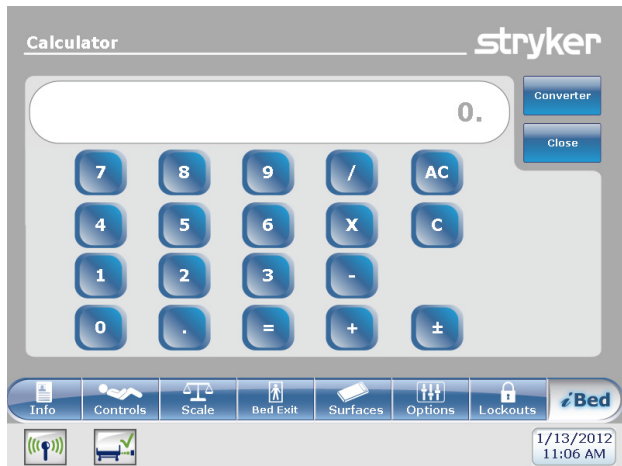 Calculator
stryker
0.
Converter
Close
7 8 9 / AC
4 5 6 X C
1 2 3 -
0 . = + ±
Info Controls Scale Bed Exit Surfaces Options Lockouts iBed
1/13/2012
11:06 AM